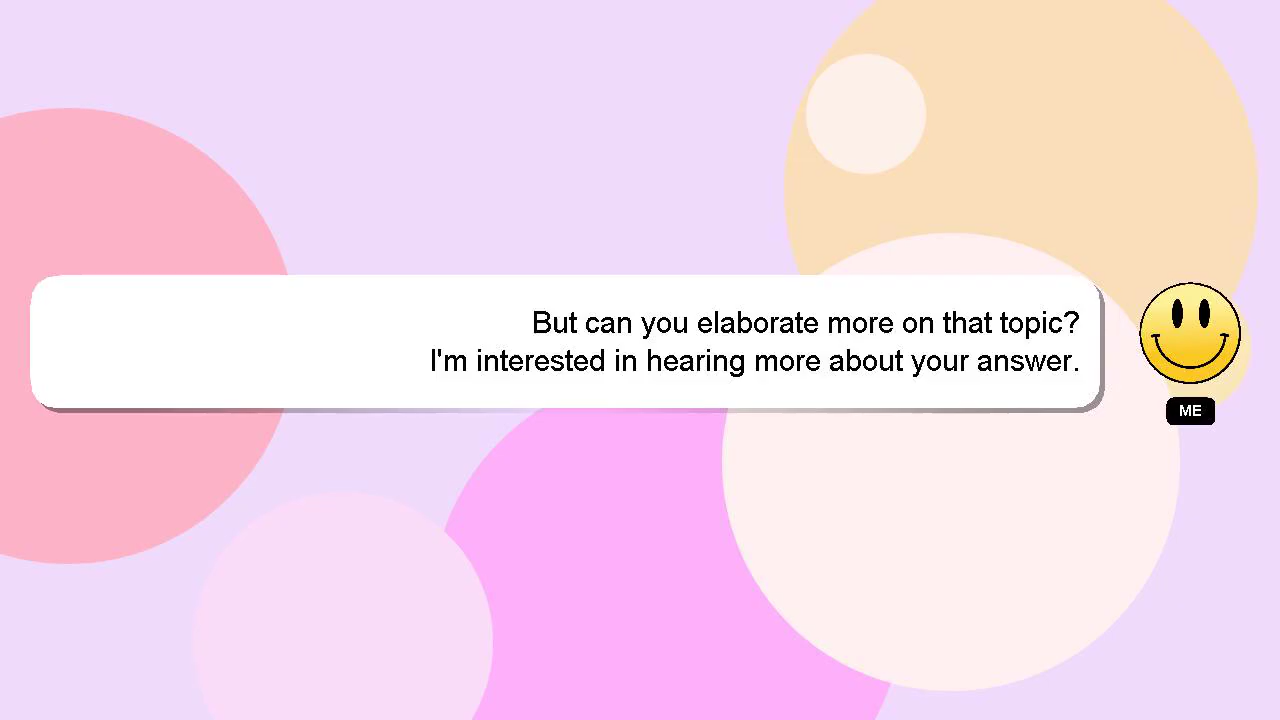 But can you elaborate more on that topic?
I'm interested in hearing more about your answer.
ME